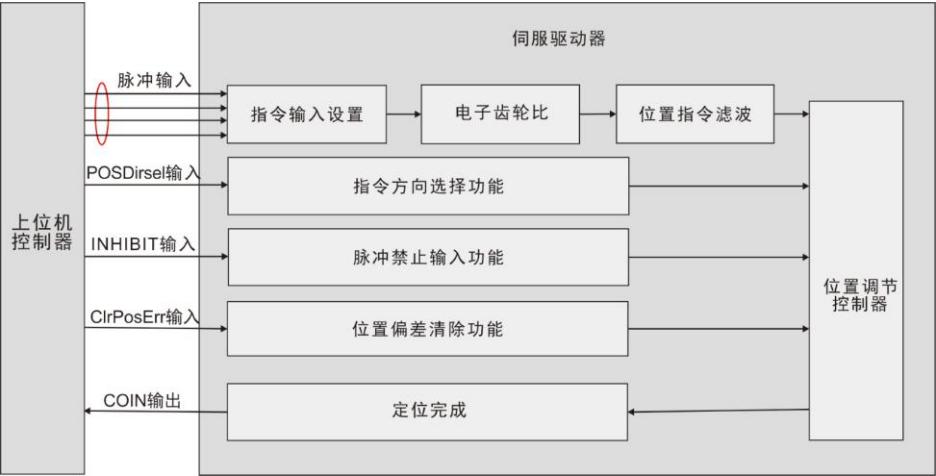 伺服驱动器
脉冲输入
指令输入设置
电子齿轮比
位置指令滤波
POSDirsel输入
指令方向选择功能
上位机
控制器
INHIBIT输入
脉冲禁止输入功能
位置调节
控制器
ClrPosErr输入
位置偏差清除功能
COIN输出
定位完成